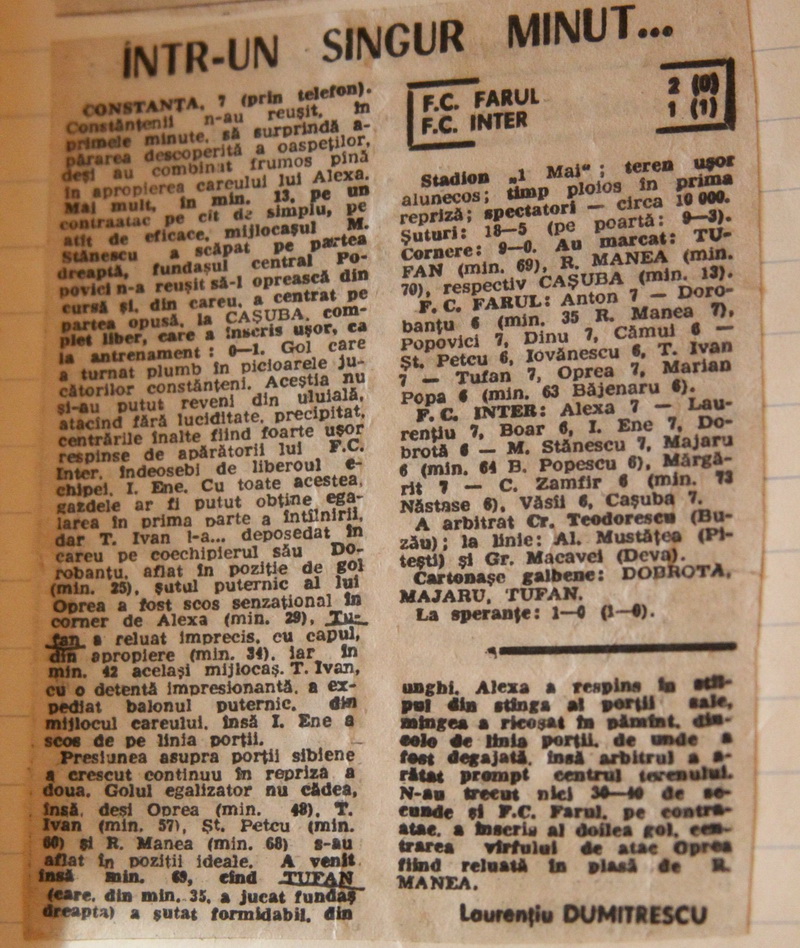 ÎNTR-UN SINGUR MINUT...
CONSTANȚA, 7 (prin telefon).
Constănțenii n-au reușit, în
primele minute, să surprindă a-
părarea descoperită a oaspeților,
deși au combinat frumos pînă
în apropierea careului lui Alexa.
Mai mult, în min. 13, pe un
contraatac pe cît de simplu, pe
atît de eficace, mijlocașul M.
Stănescu a scăpat pe partea
dreaptă, fundașul central Po-
povici n-a reușit să-l oprească din
cursă și, din careu, a centrat pe
partea opusă, la CAȘUBA, com-
plet liber, care a înscris ușor, ca
la antrenament : 0—1. Gol care
a turnat plumb în picioarele ju-
cătorilor constănțeni. Aceștia nu
și-au putut reveni din uluială,
atacînd fără luciditate, precipitat,
centrările înalte fiind foarte ușor
respinse de apărătorii lui F.C.
Inter, îndeosebi de liberoul e-
chipei, I. Ene. Cu toate acestea,
gazdele ar fi putut obține ega-
larea în prima parte a întîlnirii,
dar T. Ivan l-a... deposedat în
careu pe coechipierul său Do-
robanțu, aflat în poziție de gol
(min. 25), șutul puternic al lui
Oprea a fost scos senzațional în
corner de Alexa (min. 29), Tu-
fan a reluat imprecis, cu capul,
din apropiere (min. 34), iar în
min. 42 același mijlocaș, T. Ivan,
cu o detentă impresionantă, a ex-
pediat balonul puternic, din
mijlocul careului, însă I. Ene a
scos de pe linia porții.
Presiunea asupra porții sibiene
a crescut continuu în repriza a
doua. Golul egalizator nu cădea,
însă, deși Oprea (min. 48), T.
Ivan (min. 57), Șt. Petcu (min.
60) și R. Manea (min. 68) s-au
aflat în poziții ideale. A venit
însă min. 69, cînd TUFAN
(care, din min. 35, a jucat fundaș
dreapta) a șutat formidabil, din
F.C. FARUL 2 (0)
F.C. INTER 1 (1)
Stadion „1 Mai“ ; teren ușor
alunecos; timp ploios în prima
repriză; spectatori — circa 10 000.
Șuturi: 18—5 (pe poartă: 9—3).
Cornere: 9—0. Au marcat: TU-
FAN (min. 69), R. MANEA (min.
70), respectiv CAȘUBA (min. 13).
F. C. FARUL: Anton 7 — Doro-
banțu 6 (min. 35 R. Manea 7),
Popovici 7, Dinu 7, Cămui 6 —
Șt. Petcu 6, Iovănescu 6, T. Ivan
7 — Tufan 7, Oprea 7, Marian
Popa 6 (min. 63 Băjenaru 6).
F. C. INTER: Alexa 7 — Lau-
rențiu 7, Boar 6, I. Ene 7, Do-
brotă 6 — M. Stănescu 7, Majaru
6 (min. 64 B. Popescu 6), Mărgă-
rit 7 — C. Zamfir 6 (min. 73
Năstase 6), Văsîi 6, Cașuba 7.
A arbitrat Cr. Teodorescu (Bu-
zău) ; la linie: Al. Mustățea (Pi-
tești) și Gr. Macavei (Deva).
Cartonașe galbene: DOBROTĂ,
MAJARU, TUFAN.
La speranțe: 1—0 (1—0).
unghi, Alexa a respins în stîl-
pul din stînga al porții sale,
mingea a ricoșat în pămînt, din-
colo de linia porții, de unde a
fost degajată, însă arbitrul a a-
rătat prompt centrul terenului.
N-au trecut nici 30—40 de se-
cunde și F.C. Farul, pe contra-
atac, a înscris al doilea gol, cen-
trarea vîrfului de atac Oprea
fiind reluată în plasă de R.
MANEA.
Laurențiu DUMITRESCU